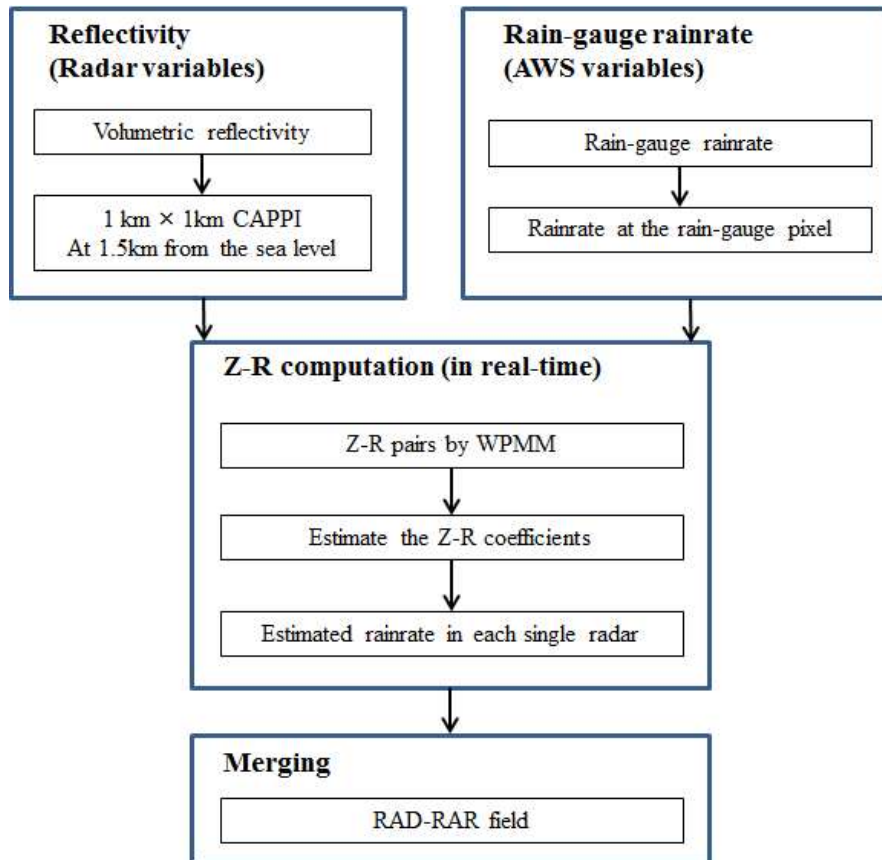 Reflectivity
(Radar variables)
Volumetric reflectivity
1 km × 1km CAPPI
At 1.5km from the sea level
Rain-gauge rainrate
(AWS variables)
Rain-gauge rainrate
Rainrate at the rain-gauge pixel
Z-R computation (in real-time)
Z-R pairs by WPMM
Estimate the Z-R coefficients
Estimated rainrate in each single radar
Merging
RAD-RAR field